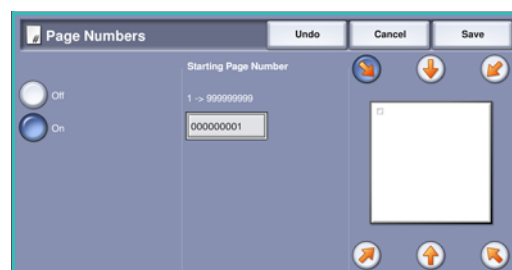 Page Numbers
Undo
Cancel
Save
Starting Page Number
Off
1 -> 999999999
On
000000001